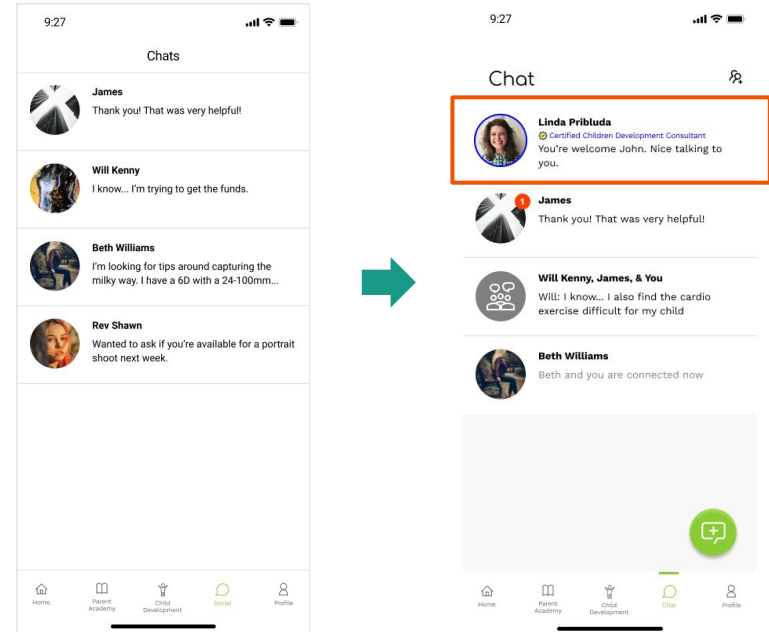 9:27
Chats
James
Thank you! That was very helpful!
Will Kenny
I know... I'm trying to get the funds.
Beth Williams
I'm looking for tips around capturing the
milky way. I have a 6D with a 24-100mm...
Rev Shawn
Wanted to ask if you're available for a portrait
shoot next week.
Home
Parent
Academy
Child
Development
Social
Profile
9:27
Chat
Linda Pribluda
Certified Children Development Consultant
You're welcome John. Nice talking to
you.
1
James
Thank you! That was very helpful!
Will Kenny, James, & You
Will: I know... I also find the cardio
exercise difficult for my child
Beth Williams
Beth and you are connected now
Home
Parent
Academy
Child
Development
Chat
Profile